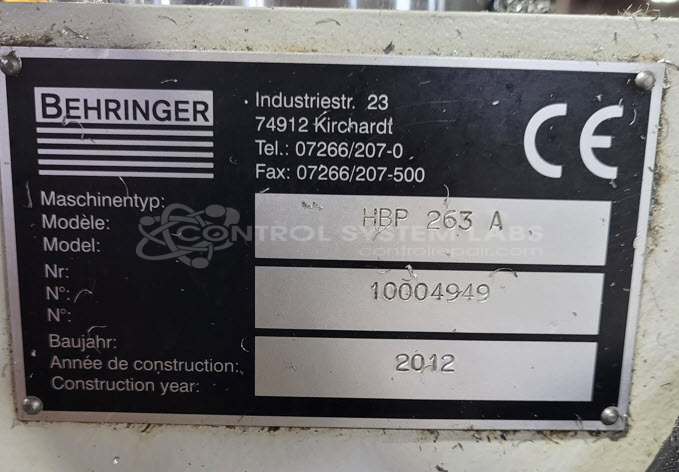 BEHRINGER
Industriestr. 23
74912 Kirchardt
Tel.: 07266/207-0
Fax: 07266/207-500
CE
Maschinentyp:
Modèle:
Model:
HBP 263 A
CONTROL SYSTEM LABS
controlrepair.com
Nr:
N°:
N°:
10004949
Baujahr:
Année de construction:
Construction year:
2012